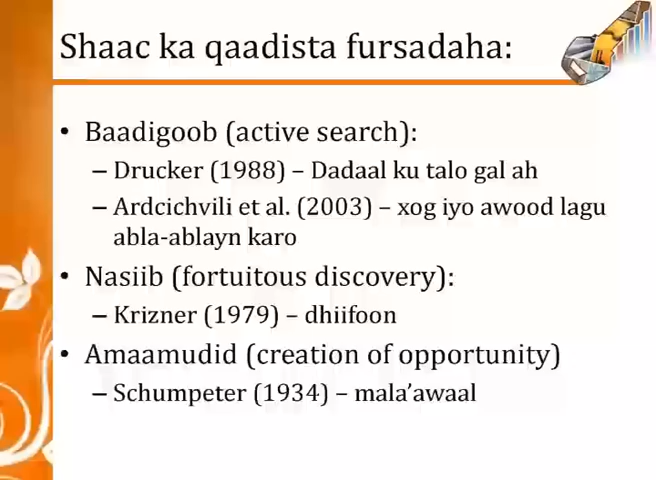 Shaac ka qaadista fursadaha:
• Baadigoob (active search):
– Drucker (1988) – Dadaal ku talo gal ah
– Ardcichvili et al. (2003) – xog iyo awood lagu
abla-ablayn karo
• Nasiib (fortuitous discovery):
– Krizner (1979) – dhiifoon
• Amaamudid (creation of opportunity)
– Schumpeter (1934) – mala’awaal